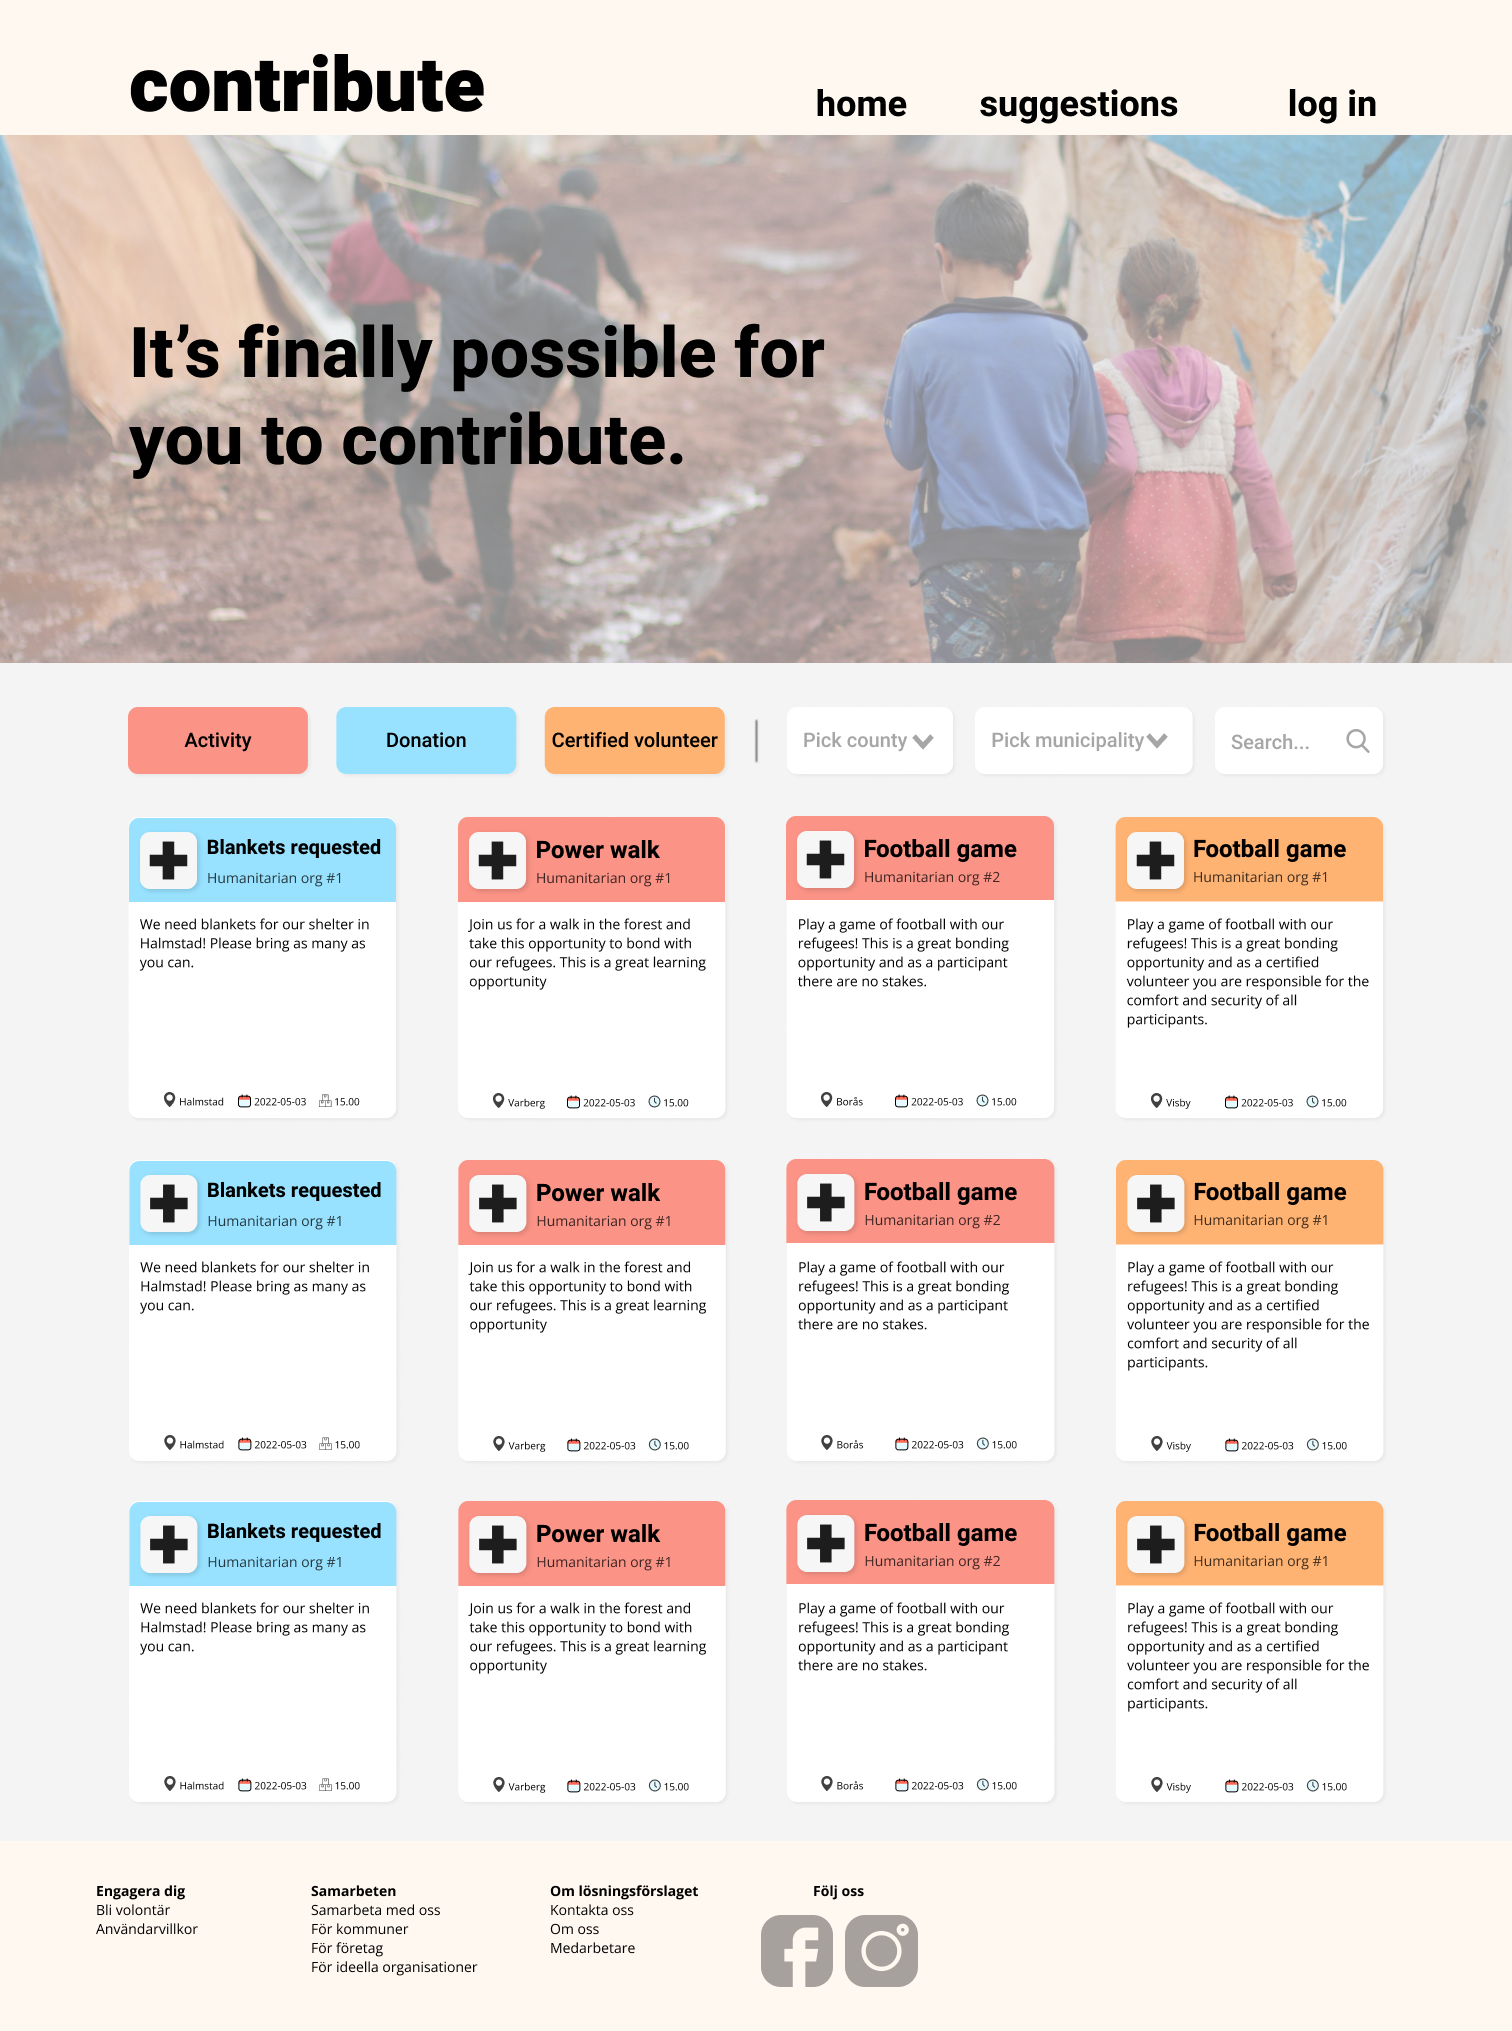 contribute
home suggestions log in
It's finally possible for
you to contribute.
Activity Donation Certified volunteer Pick county Pick municipality Search...
Blankets requested
Humanitarian org #1
We need blankets for our shelter in
Halmstad! Please bring as many as
you can.
Halmstad 2022-05-03 15.00
Power walk
Humanitarian org #1
Join us for a walk in the forest and
take this opportunity to bond with
our refugees. This is a great learning
opportunity
Varberg 2022-05-03 15.00
Football game
Humanitarian org #2
Play a game of football with our
refugees! This is a great bonding
opportunity and as a participant
there are no stakes.
Borås 2022-05-03 15.00
Football game
Humanitarian org #1
Play a game of football with our
refugees! This is a great bonding
opportunity and as a certified
volunteer you are responsible for the
comfort and security of all
participants.
Visby 2022-05-03 15.00
Blankets requested
Humanitarian org #1
We need blankets for our shelter in
Halmstad! Please bring as many as
you can.
Halmstad 2022-05-03 15.00
Power walk
Humanitarian org #1
Join us for a walk in the forest and
take this opportunity to bond with
our refugees. This is a great learning
opportunity
Varberg 2022-05-03 15.00
Football game
Humanitarian org #2
Play a game of football with our
refugees! This is a great bonding
opportunity and as a participant
there are no stakes.
Borås 2022-05-03 15.00
Football game
Humanitarian org #1
Play a game of football with our
refugees! This is a great bonding
opportunity and as a certified
volunteer you are responsible for the
comfort and security of all
participants.
Visby 2022-05-03 15.00
Blankets requested
Humanitarian org #1
We need blankets for our shelter in
Halmstad! Please bring as many as
you can.
Halmstad 2022-05-03 15.00
Power walk
Humanitarian org #1
Join us for a walk in the forest and
take this opportunity to bond with
our refugees. This is a great learning
opportunity
Varberg 2022-05-03 15.00
Football game
Humanitarian org #2
Play a game of football with our
refugees! This is a great bonding
opportunity and as a participant
there are no stakes.
Borås 2022-05-03 15.00
Football game
Humanitarian org #1
Play a game of football with our
refugees! This is a great bonding
opportunity and as a certified
volunteer you are responsible for the
comfort and security of all
participants.
Visby 2022-05-03 15.00
Engagera dig
Bli volontär
Användarvillkor
Samarbeten
Samarbeta med oss
För kommuner
För företag
För ideella organisationer
Om lösningsförslaget
Kontakta oss
Om oss
Medarbetare
Följ oss